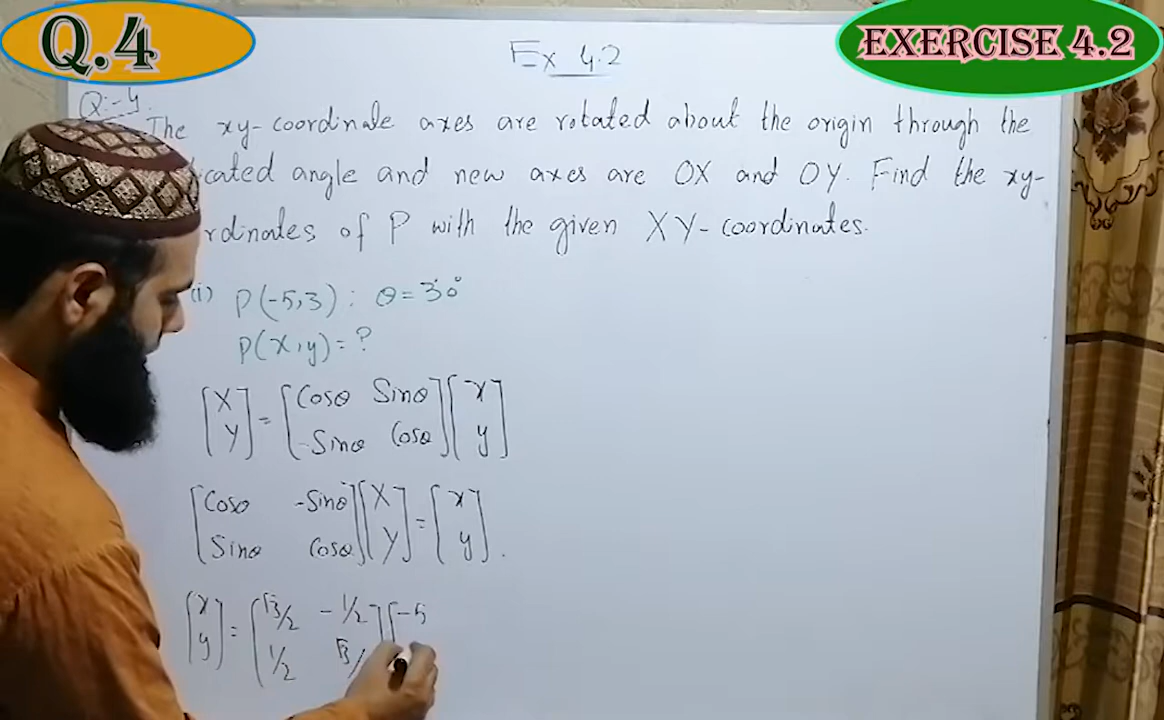 Q.4
EXERCISE 4.2
Ex 4.2
Q:-4.
The xy-coordinate axes are rotated about the origin through the
cated angle and new axes are OX and OY. Find the xy-
rdinates of P with the given XY-coordinates.
(i) P(-5,3) : θ=30°
P(x,y)=?
[X Y] = [Cosθ Sinθ -Sinθ Cosθ][x y]
[Cosθ -Sinθ Sinθ Cosθ][X Y] = [x y].
[x y] = [√3/2 -1/2 1/2 √3/ ][-5